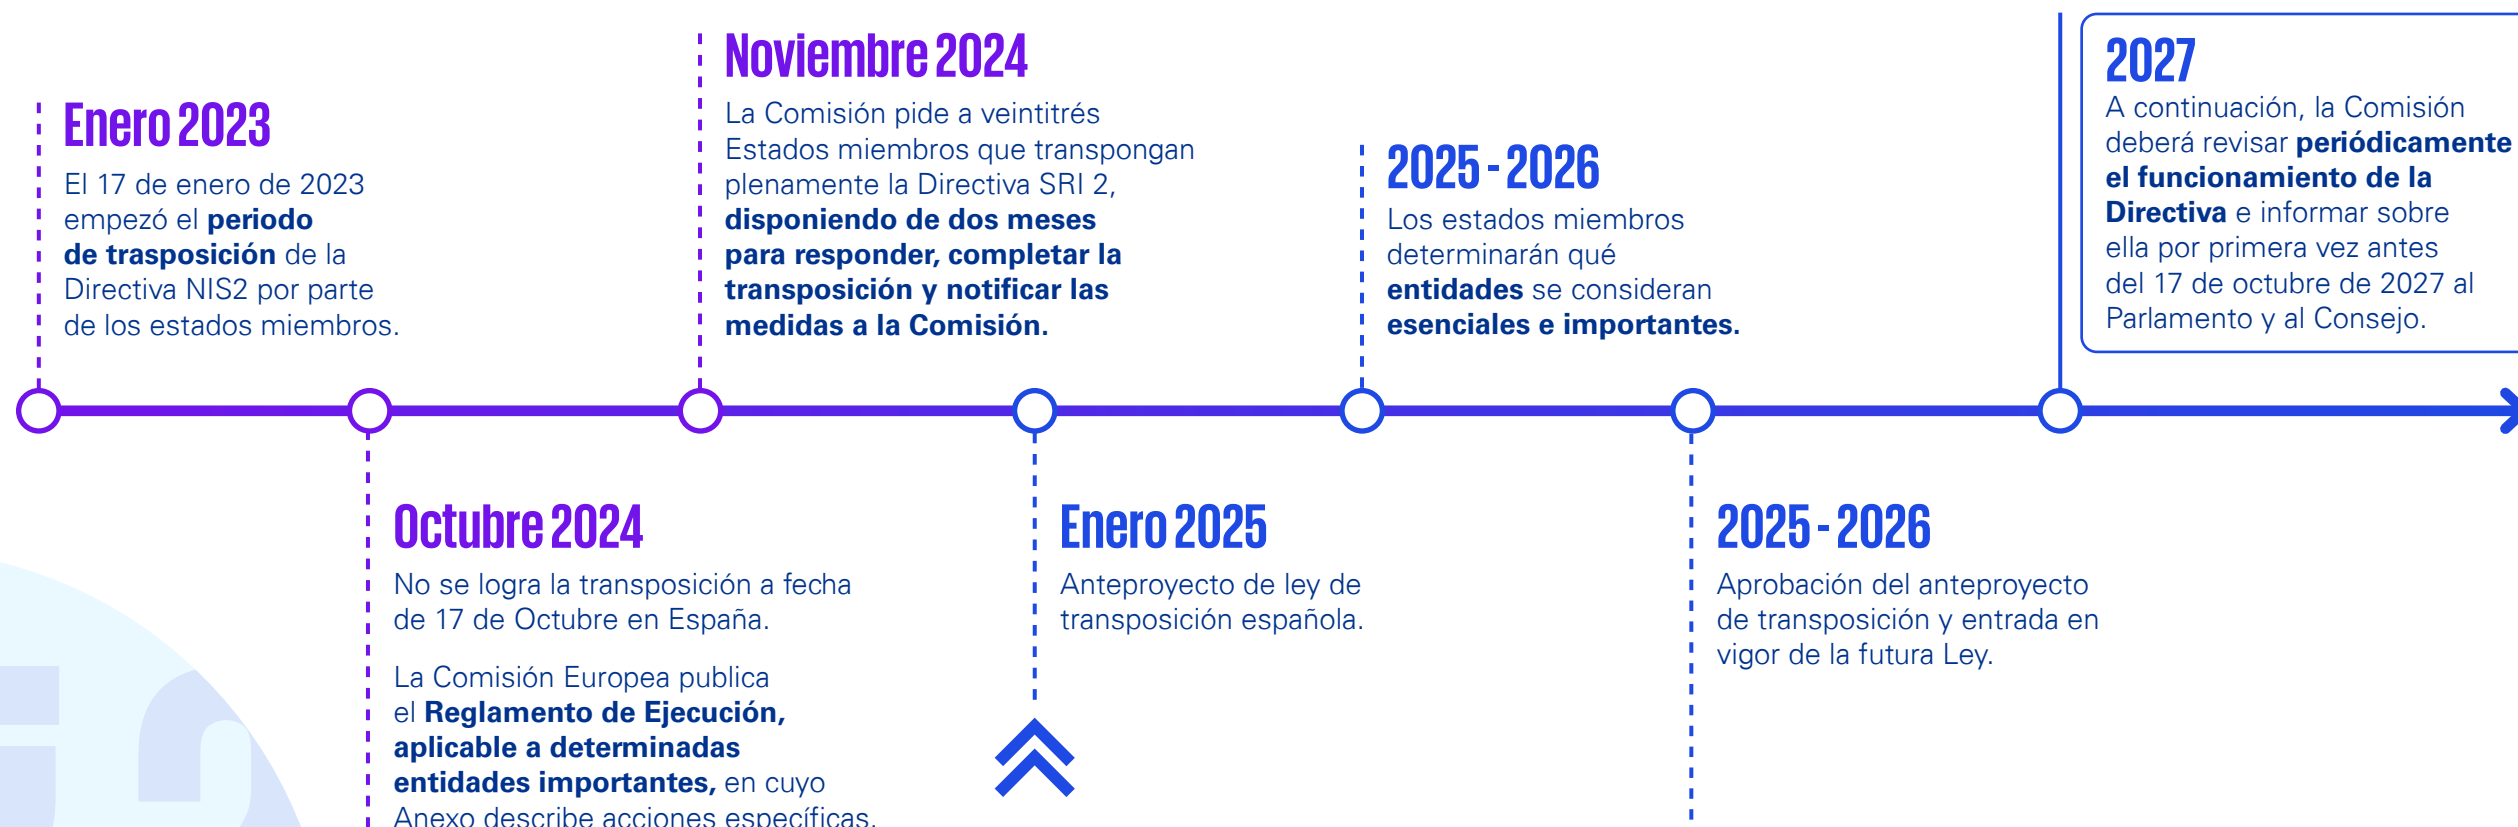 Enero 2023
El 17 de enero de 2023
empezó el periodo
de trasposición de la
Directiva NIS2 por parte
de los estados miembros.
Octubre 2024
No se logra la transposición a fecha
de 17 de Octubre en España.
La Comisión Europea publica
el Reglamento de Ejecución,
aplicable a determinadas
entidades importantes, en cuyo
Anexo describe acciones específicas.
Noviembre 2024
La Comisión pide a veintitrés
Estados miembros que transpongan
plenamente la Directiva SRI 2,
disponiendo de dos meses
para responder, completar la
transposición y notificar las
medidas a la Comisión.
Enero 2025
Anteproyecto de ley de
transposición española.
2025 - 2026
Los estados miembros
determinarán qué
entidades se consideran
esenciales e importantes.
2025 - 2026
Aprobación del anteproyecto
de transposición y entrada en
vigor de la futura Ley.
2027
A continuación, la Comisión
deberá revisar periódicamente
el funcionamiento de la
Directiva e informar sobre
ella por primera vez antes
del 17 de octubre de 2027 al
Parlamento y al Consejo.